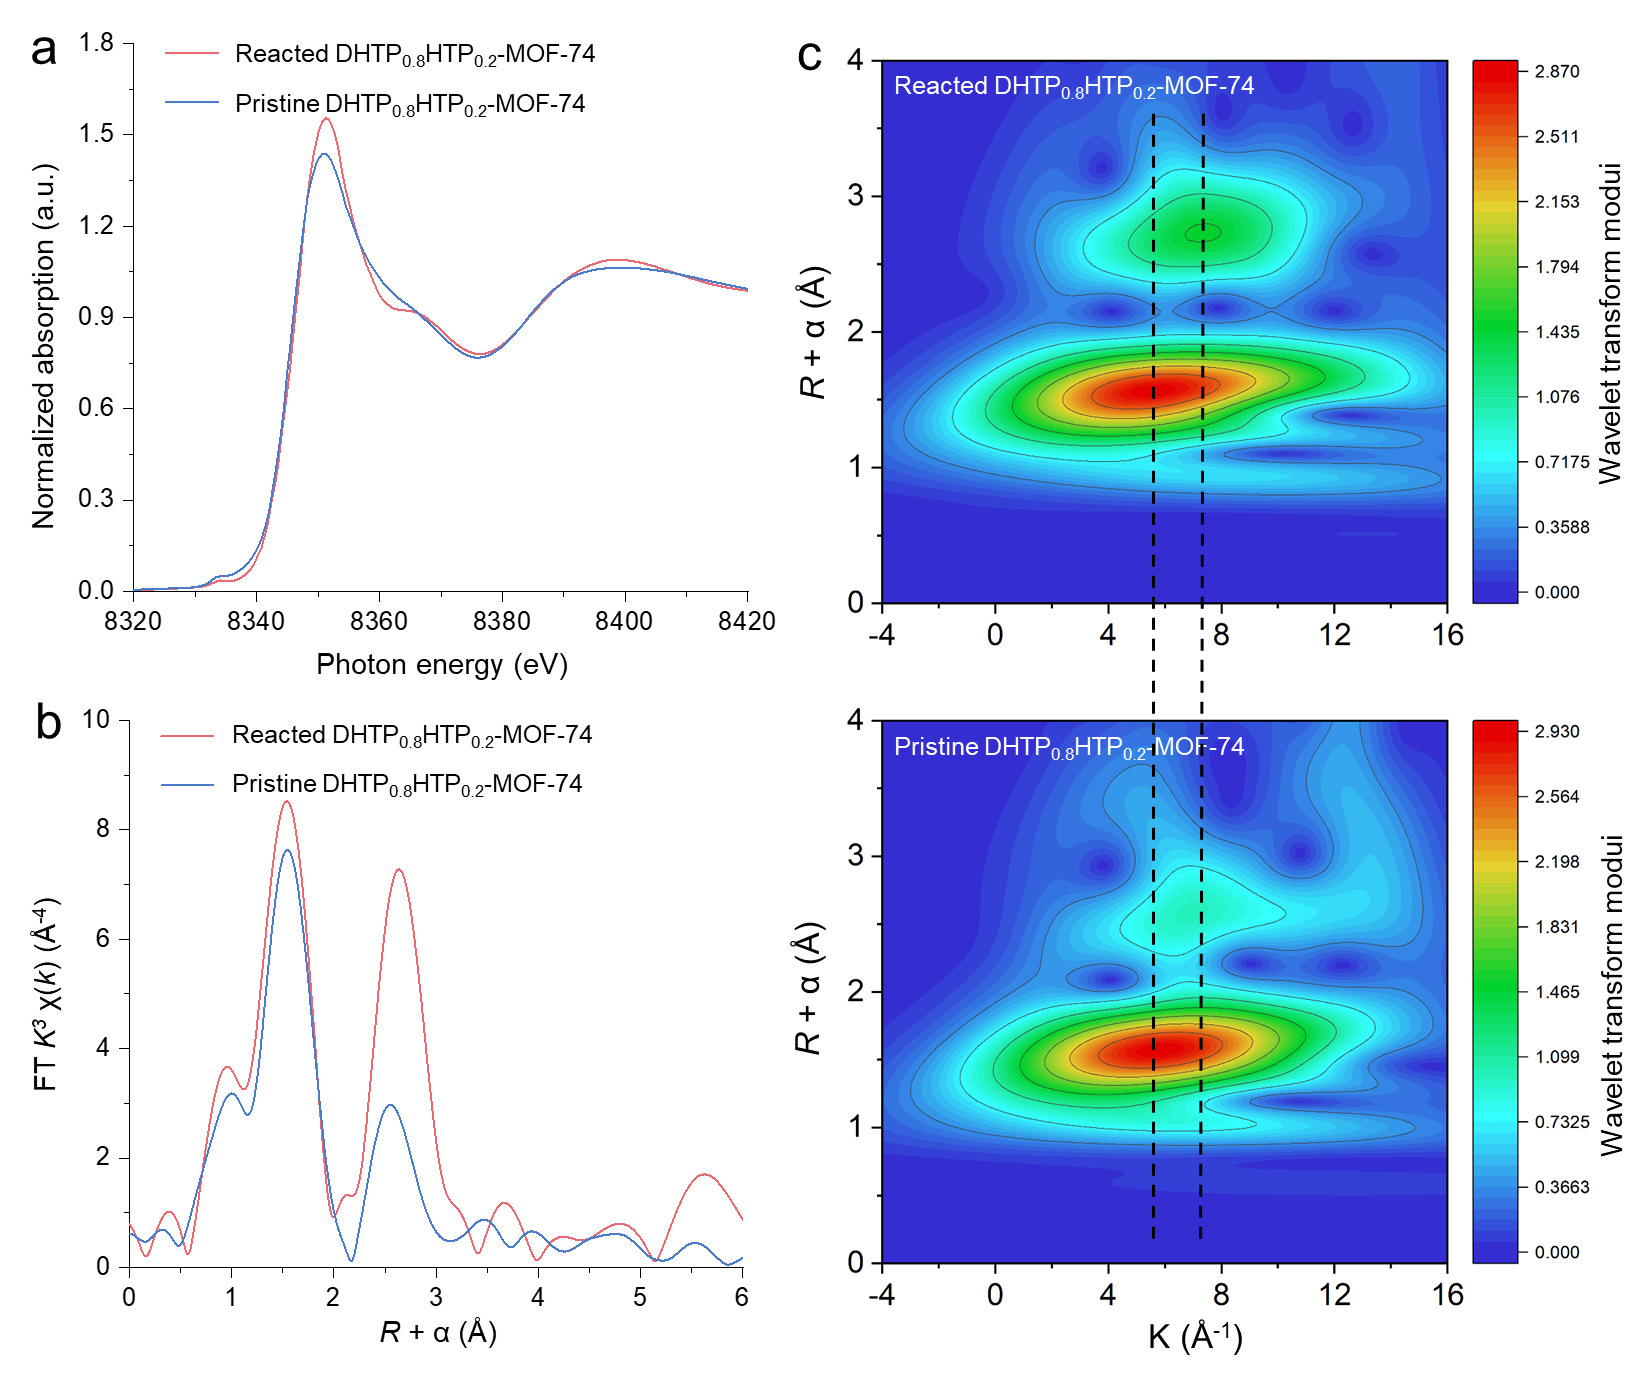 a
1.8
1.5
1.2
0.9
0.6
0.3
0.0
Normalized absorption (a.u.)
Reacted DHTP0.8HTP0.2-MOF-74
Pristine DHTP0.8HTP0.2-MOF-74
8320 8340 8360 8380 8400 8420
Photon energy (eV)
b
10
8
6
4
2
0
FT K3 χ(k) (Å-4)
Reacted DHTP0.8HTP0.2-MOF-74
Pristine DHTP0.8HTP0.2-MOF-74
0 1 2 3 4 5 6
R + α (Å)
c
4
3
2
1
0
R + α (Å)
Reacted DHTP0.8HTP0.2-MOF-74
-4 0 4 8 12 16
2.870
2.511
2.153
1.794
1.435
1.076
0.7175
0.3588
0.000
Wavelet transform modui
4
3
2
1
0
R + α (Å)
Pristine DHTP0.8HTP0.2-MOF-74
-4 0 4 8 12 16
K (Å-1)
2.930
2.564
2.198
1.831
1.465
1.099
0.7325
0.3663
0.000
Wavelet transform modui